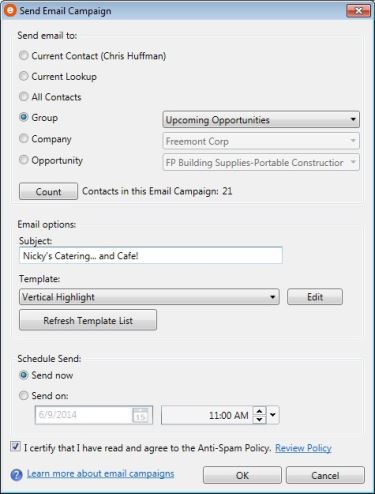 Send Email Campaign
Send email to:
Current Contact (Chris Huffman)
Current Lookup
All Contacts
Group Upcoming Opportunities
Company Freemont Corp
Opportunity FP Building Supplies-Portable Constructior
Count Contacts in this Email Campaign: 21
Email options:
Subject:
Nicky's Catering... and Cafe!
Template:
Vertical Highlight Edit
Refresh Template List
Schedule Send:
Send now
Send on:
6/9/2014 15 11:00 AM
I certify that I have read and agree to the Anti-Spam Policy. Review Policy
Learn more about email campaigns OK Cancel